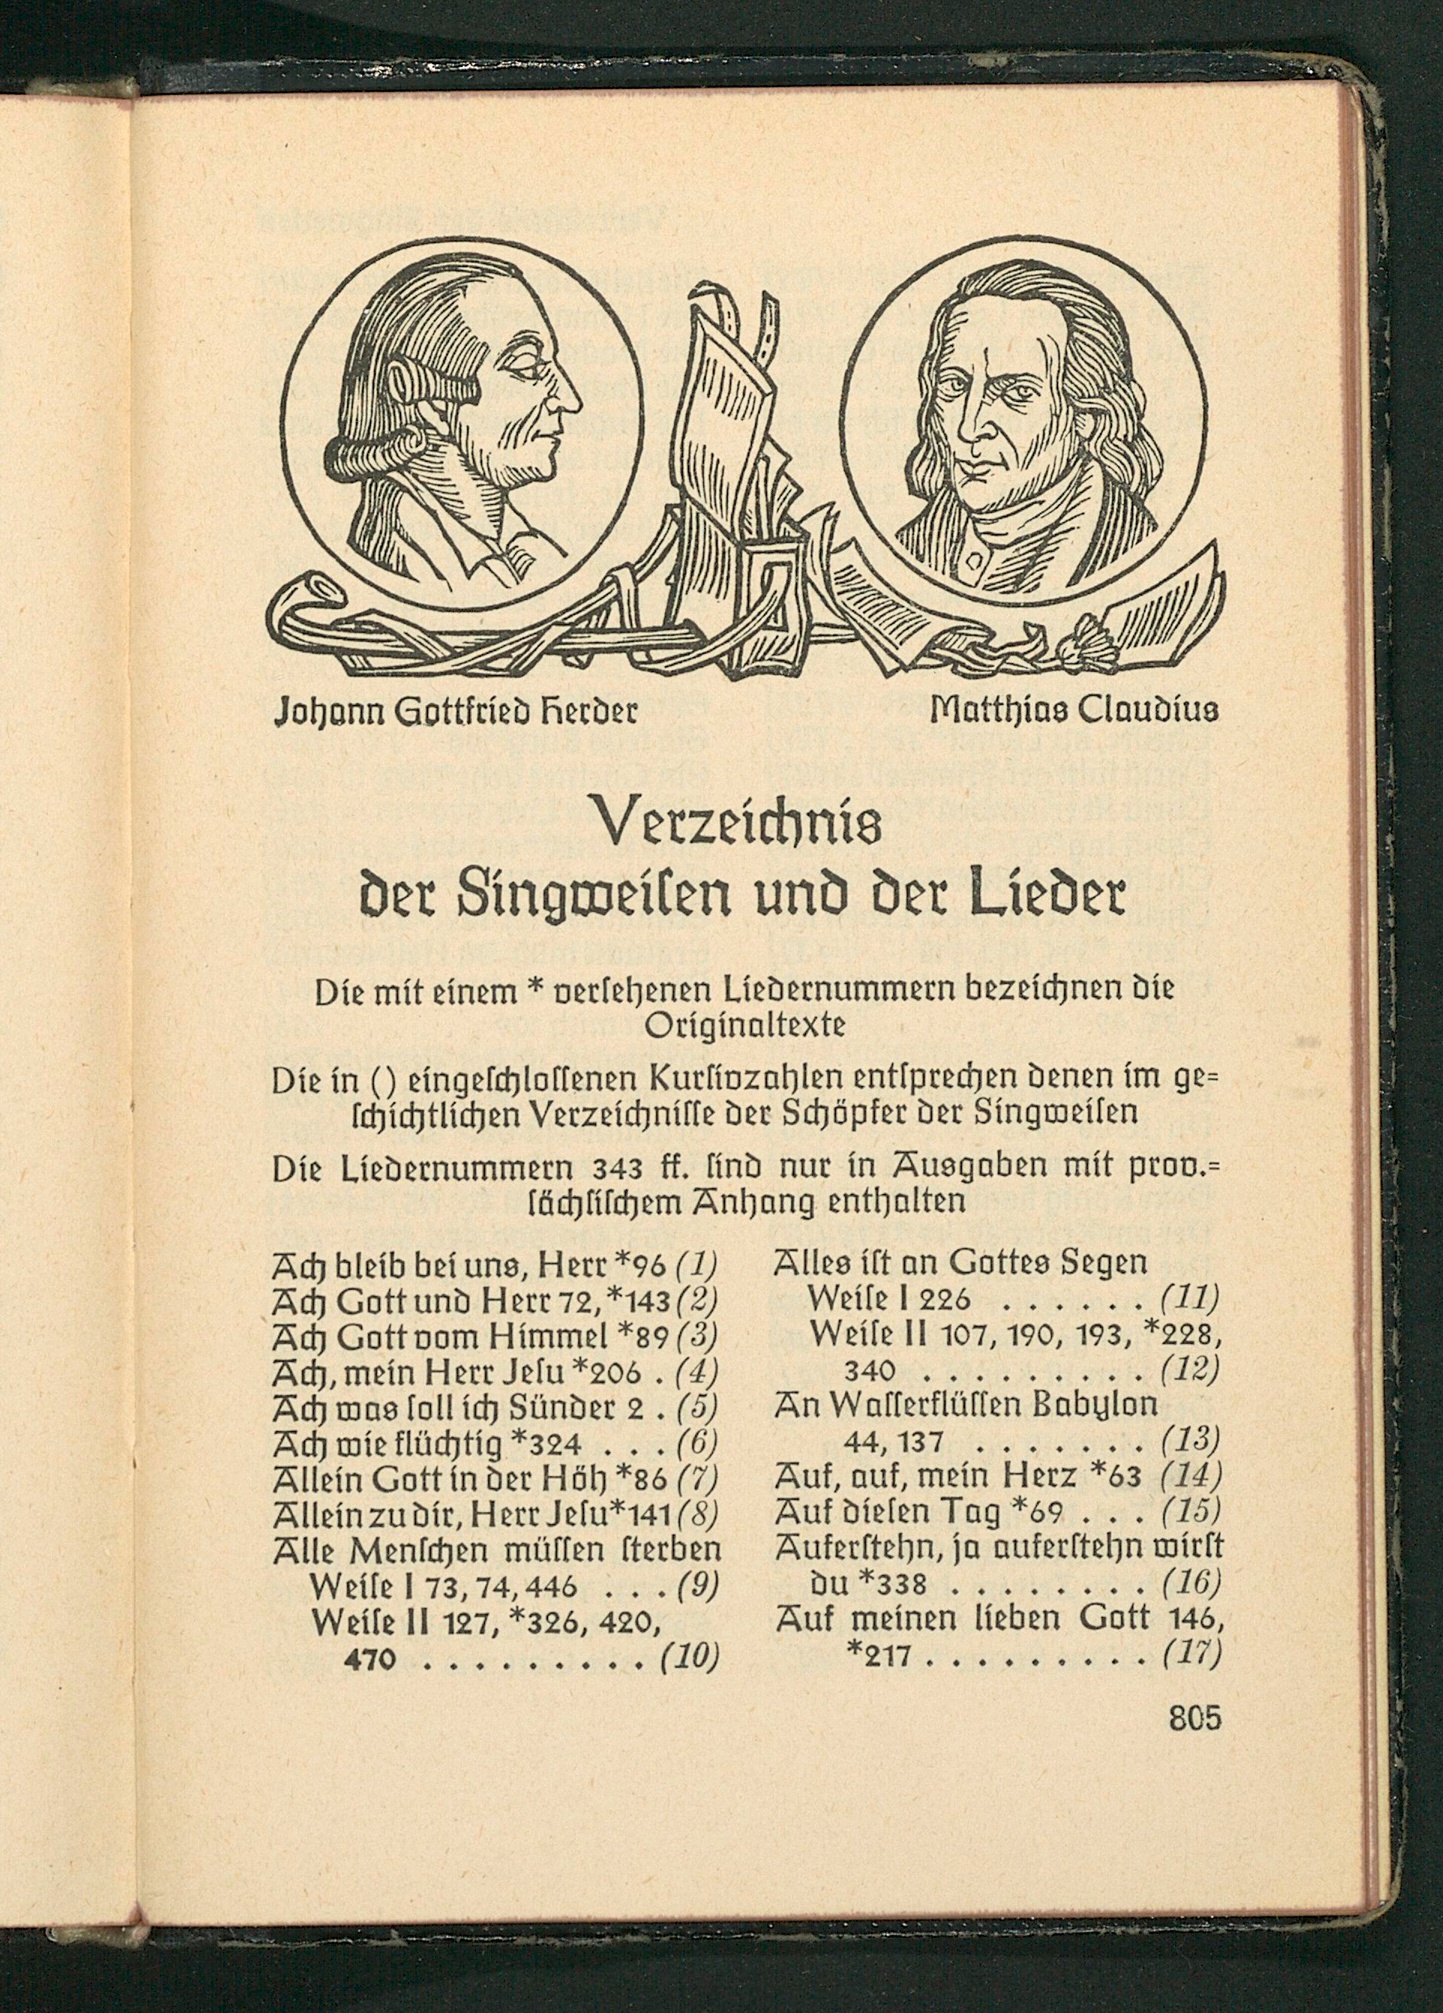 Johann Gottfried Herder
Matthias Claudius
Verzeichnis
der Singweisen und der Lieder
Die mit einem * versehenen Liedernummern bezeichnen die
Originaltexte
Die in () eingeschlossenen Kursivzahlen entsprechen denen im ge=
schichtlichen Verzeichnisse der Schöpfer der Singweisen
Die Liedernummern 343 ff. sind nur in Ausgaben mit prov.=
sächsischem Anhang enthalten
Ach bleib bei uns, Herr *96 (1)
Ach Gott und Herr 72, *143 (2)
Ach Gott vom Himmel *89 (3)
Ach, mein Herr Jesu *206 . (4)
Ach was soll ich Sünder 2 . (5)
Ach wie flüchtig *324 . . . (6)
Allein Gott in der Höh *86 (7)
Allein zu dir, Herr Jesu *141 (8)
Alle Menschen müssen sterben
Weise I 73, 74, 446 . . . (9)
Weise II 127, *326, 420,
470 . . . . . . . . . (10)
Alles ist an Gottes Segen
Weise I 226 . . . . . . (11)
Weise II 107, 190, 193, *228,
340 . . . . . . . . . (12)
An Wasserflüssen Babylon
44, 137 . . . . . . . (13)
Auf, auf, mein Herz *63 (14)
Auf diesen Tag *69 . . . (15)
Auferstehn, ja auferstehn wirst
du *338 . . . . . . . . (16)
Auf meinen lieben Gott 146,
*217 . . . . . . . . . (17)
805